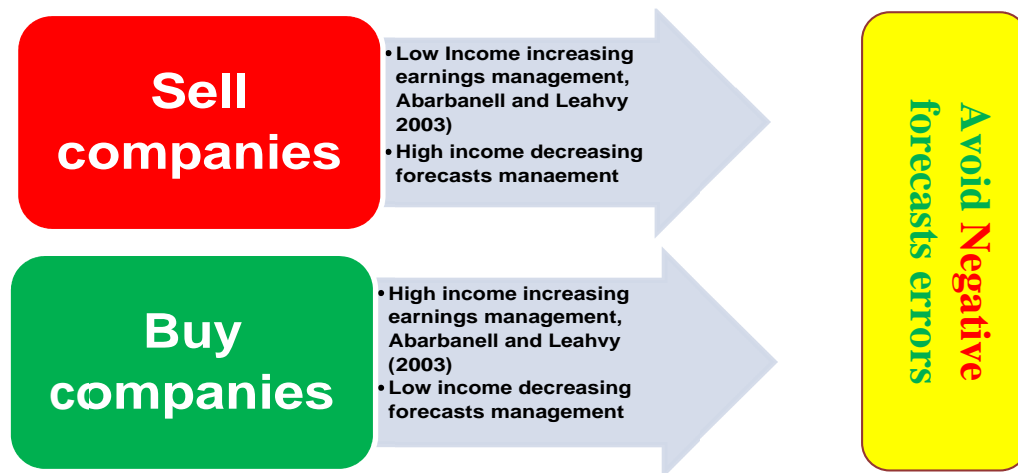 Sell
companies
• Low Income increasing
earnings management,
Abarbanell and Leahvy
2003)
• High income decreasing
forecasts manaement
Buy
companies
• High income increasing
earnings management,
Abarbanell and Leahvy
(2003)
• Low income decreasing
forecasts management
Avoid Negative
forecasts errors